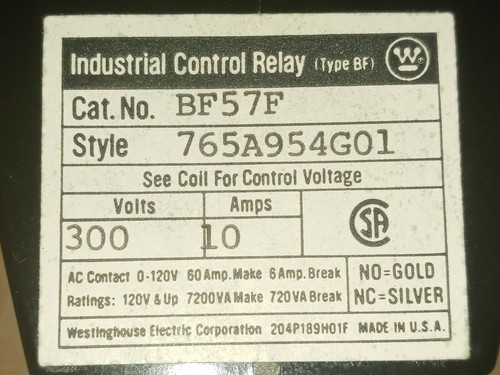 Industrial Control Relay (Type BF) W
Cat. No. BF57F
Style 765A954G01
See Coil For Control Voltage
Volts Amps
300 10
SA
AC Contact 0-120V 60 Amp. Make 6 Amp. Break NO=GOLD
Ratings: 120V & Up 7200VA Make 720VA Break NC=SILVER
Westinghouse Electric Corporation 204P189H01F MADE IN U.S.A.